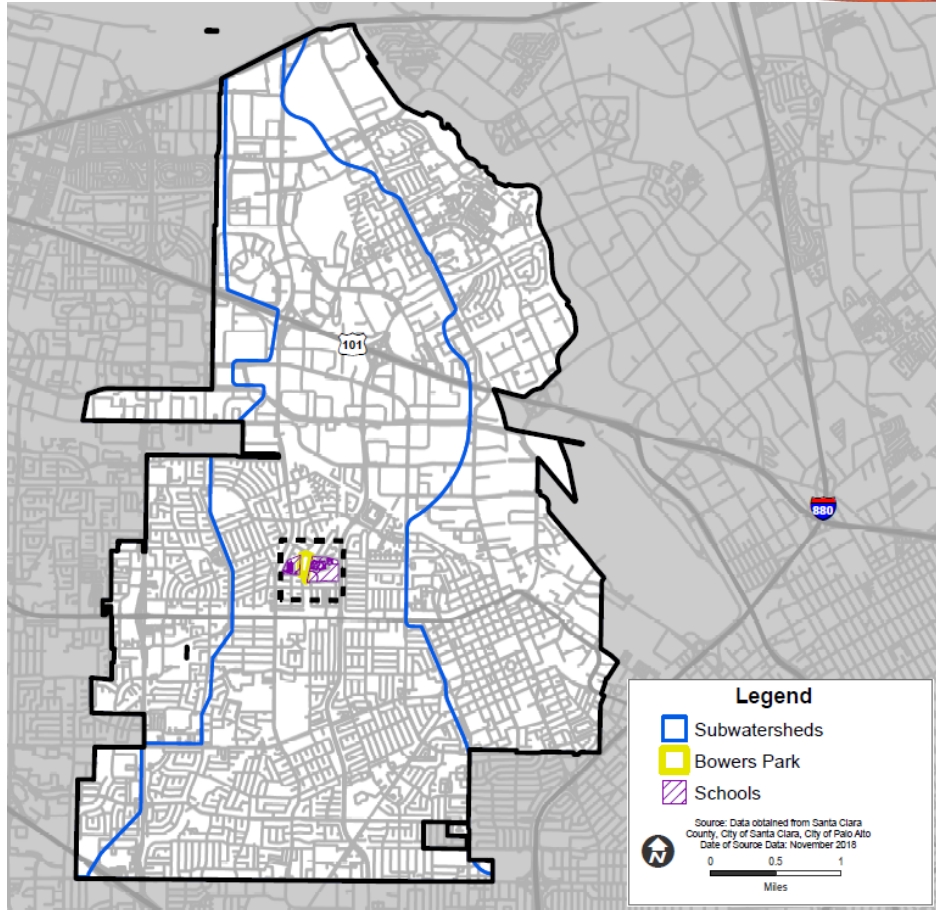 101
880
Legend
Subwatersheds
Bowers Park
Schools
Source: Data obtained from Santa Clara
County, City of Santa Clara, City of Palo Alto
Date of Source Data: November 2018
N
0 0.5 1
Miles